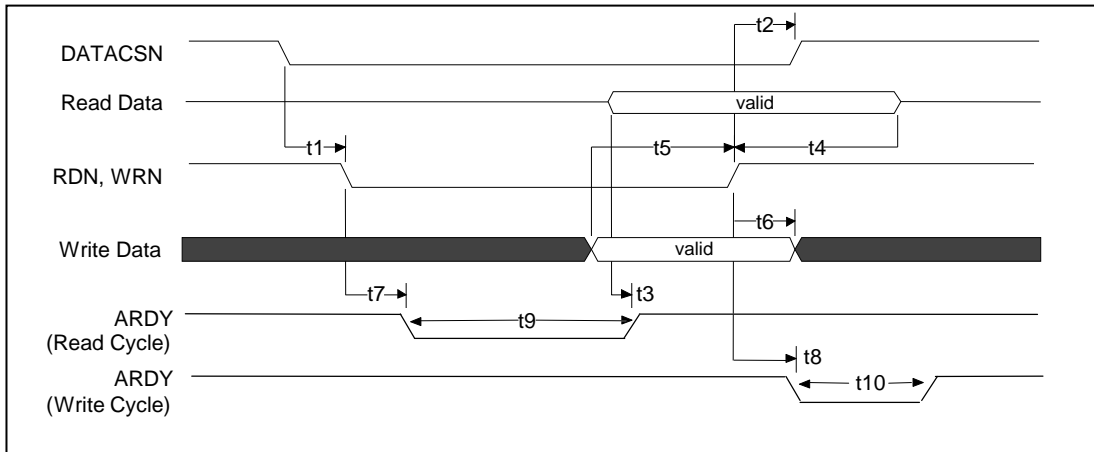 t2
DATACSN
Read Data
valid
t1
t5
t4
RDN, WRN
t6
Write Data
valid
t7
t3
ARDY
t9
(Read Cycle)
t8
ARDY
t10
(Write Cycle)